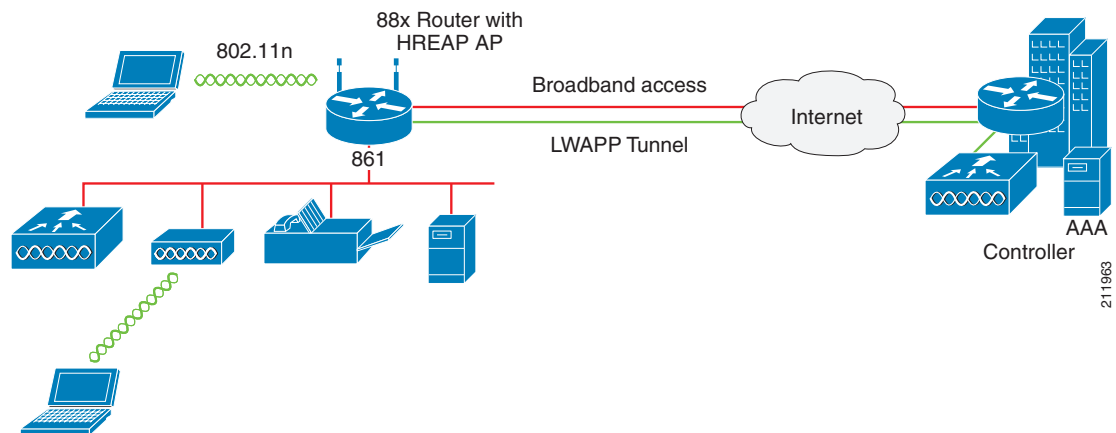 88x Router with
HREAP AP
802.11n
Broadband access
Internet
LWAPP Tunnel
861
AAA
Controller
211963